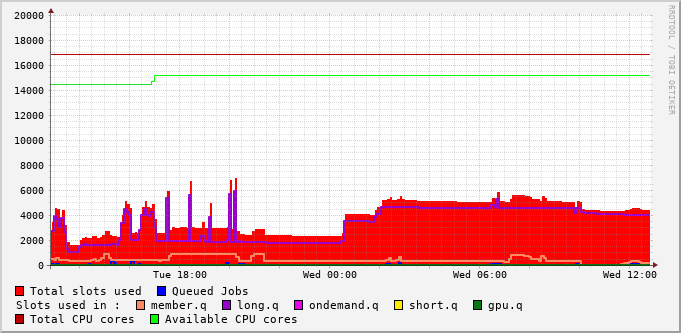 20000
18000
16000
14000
12000
10000
8000
6000
4000
2000
0
Tue 18:00 Wed 00:00 Wed 06:00 Wed 12:00
RRDTOOL / TOBI OETIKER
Total slots used Queued Jobs
Slots used in : member.q long.q ondemand.q short.q gpu.q
Total CPU cores Available CPU cores